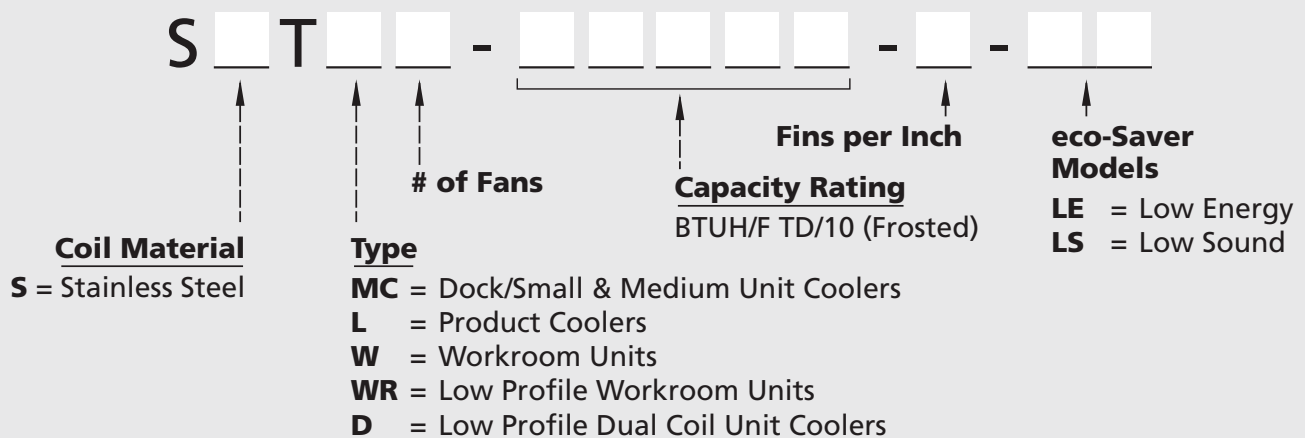 S T - - -
Fins per Inch
eco-Saver
Models
# of Fans
Capacity Rating
LE = Low Energy
BTUH/F TD/10 (Frosted)
LS = Low Sound
Coil Material
Type
S = Stainless Steel
MC = Dock/Small & Medium Unit Coolers
L = Product Coolers
W = Workroom Units
WR = Low Profile Workroom Units
D = Low Profile Dual Coil Unit Coolers